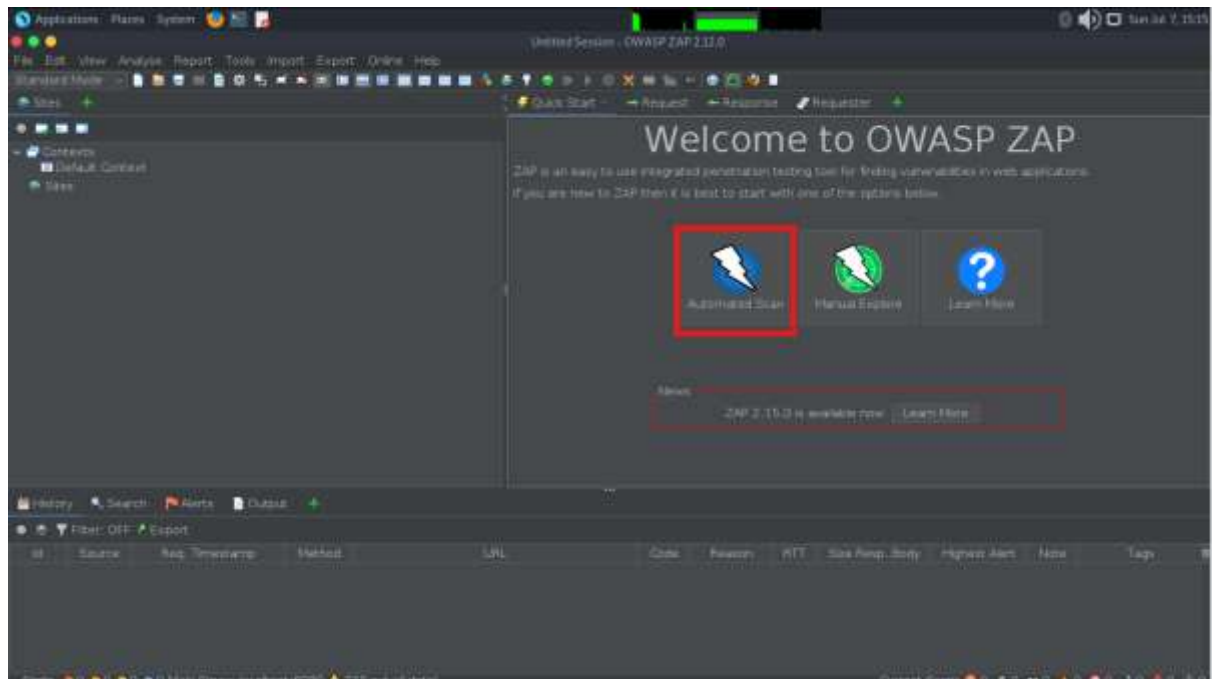 Applications Places System
Sun Jul 7, 15:15
Untitled Session - OWASP ZAP 2.12.0
File Edit View Analyse Report Tools Import Export Online Help
Standard Mode
Sites
Quick Start Request Response Requester
Contexts
Default Context
Sites
Welcome to OWASP ZAP
ZAP is an easy to use integrated penetration testing tool for finding vulnerabilities in web applications.
If you are new to ZAP then it is best to start with one of the options below.
Automated Scan Manual Explore Learn More
News
ZAP 2.15.0 is available now Learn More
History Search Alerts Output
Filter: OFF Export
Id Source Req. Timestamp Method URL Code Reason RTT Size Resp. Body Highest Alert Note Tags